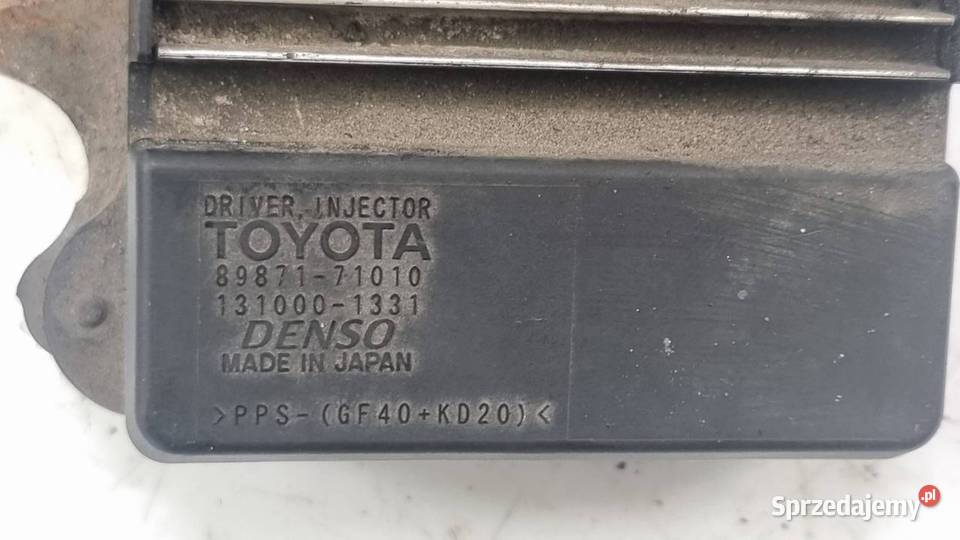 DRIVER, INJECTOR
TOYOTA
89871-71010
131000-1331
DENSO
MADE IN JAPAN
>PPS-(GF40+KD20)<
Sprzedajemy.pl